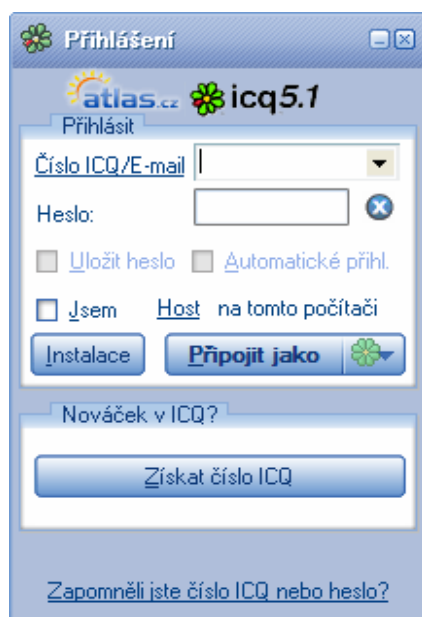 Přihlášení
atlas.cz icq5.1
Přihlásit
Číslo ICQ/E-mail
Heslo:
Uložit heslo Automatické přihl.
Jsem Host na tomto počítači
Instalace Připojit jako
Nováček v ICQ?
Získat číslo ICQ
Zapomněli jste číslo ICQ nebo heslo?